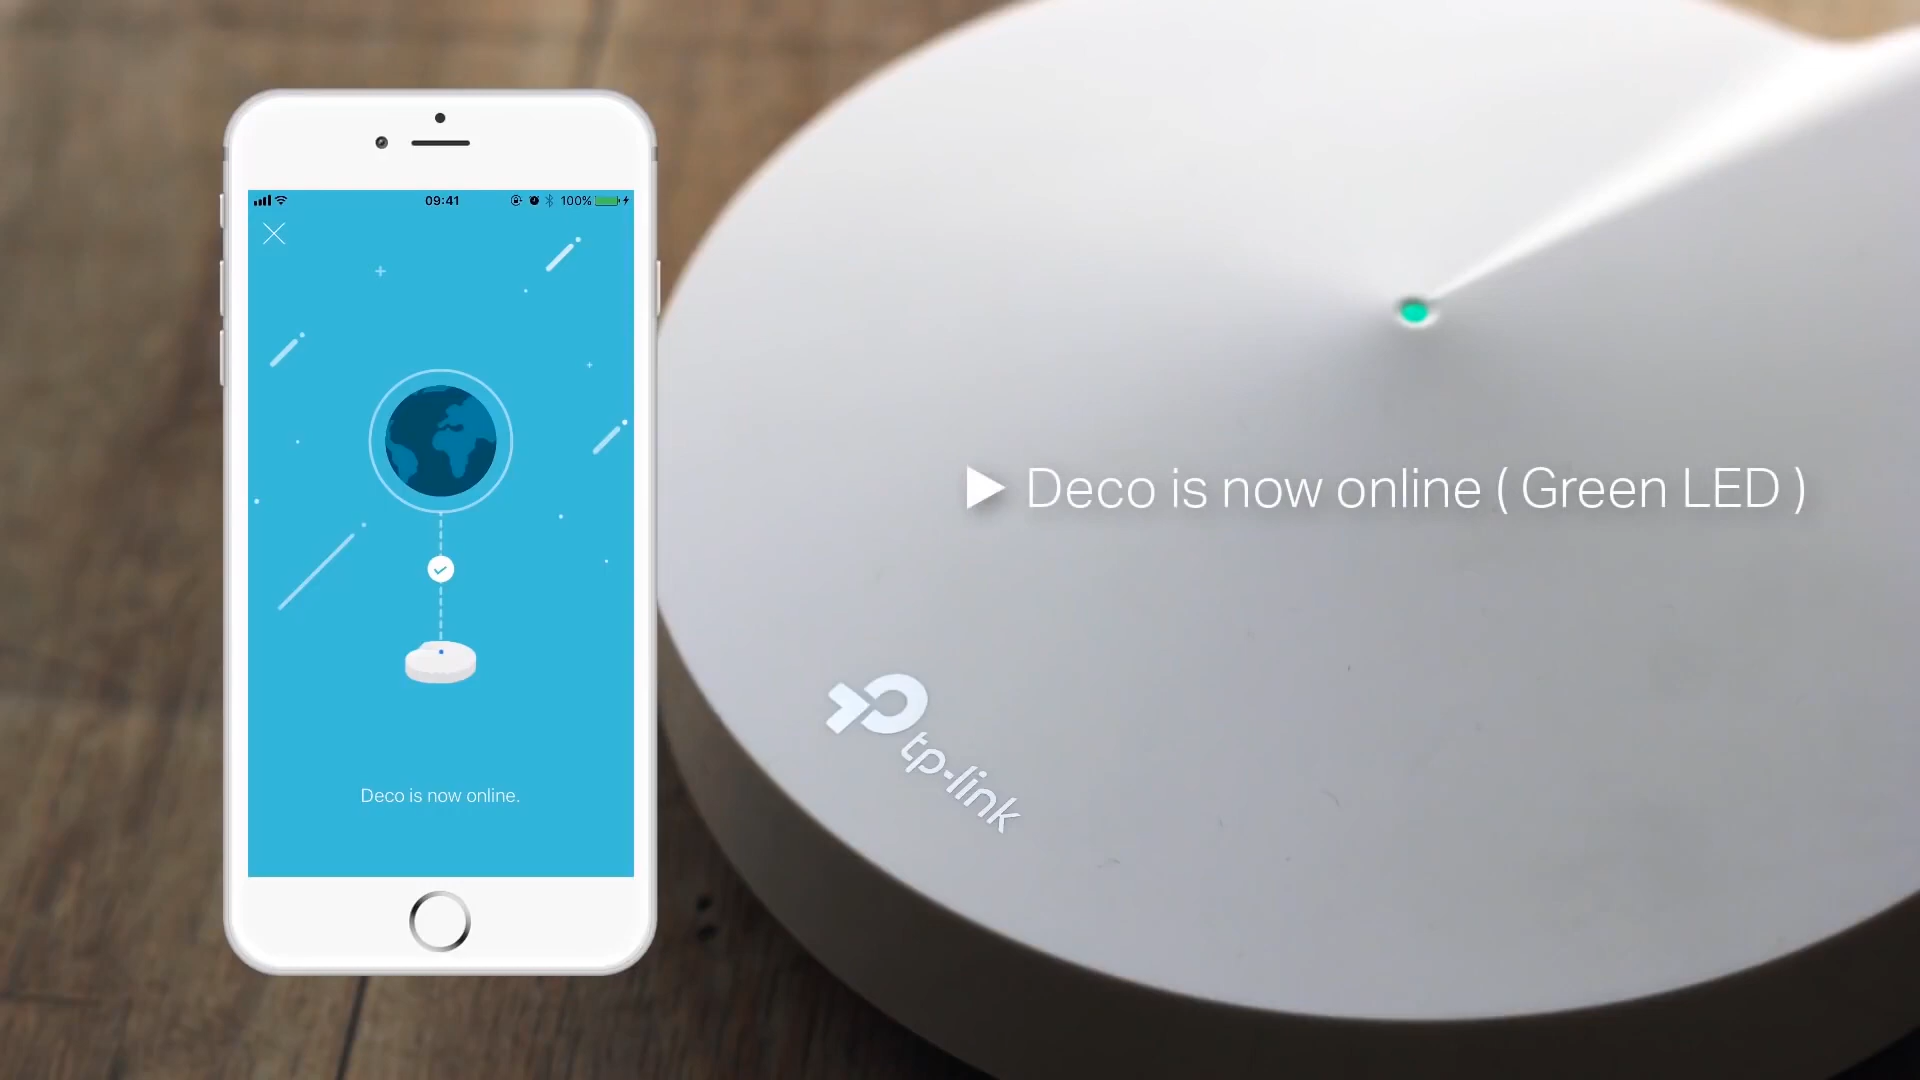 09:41
100%
Deco is now online.
Deco is now online ( Green LED )
tp-link